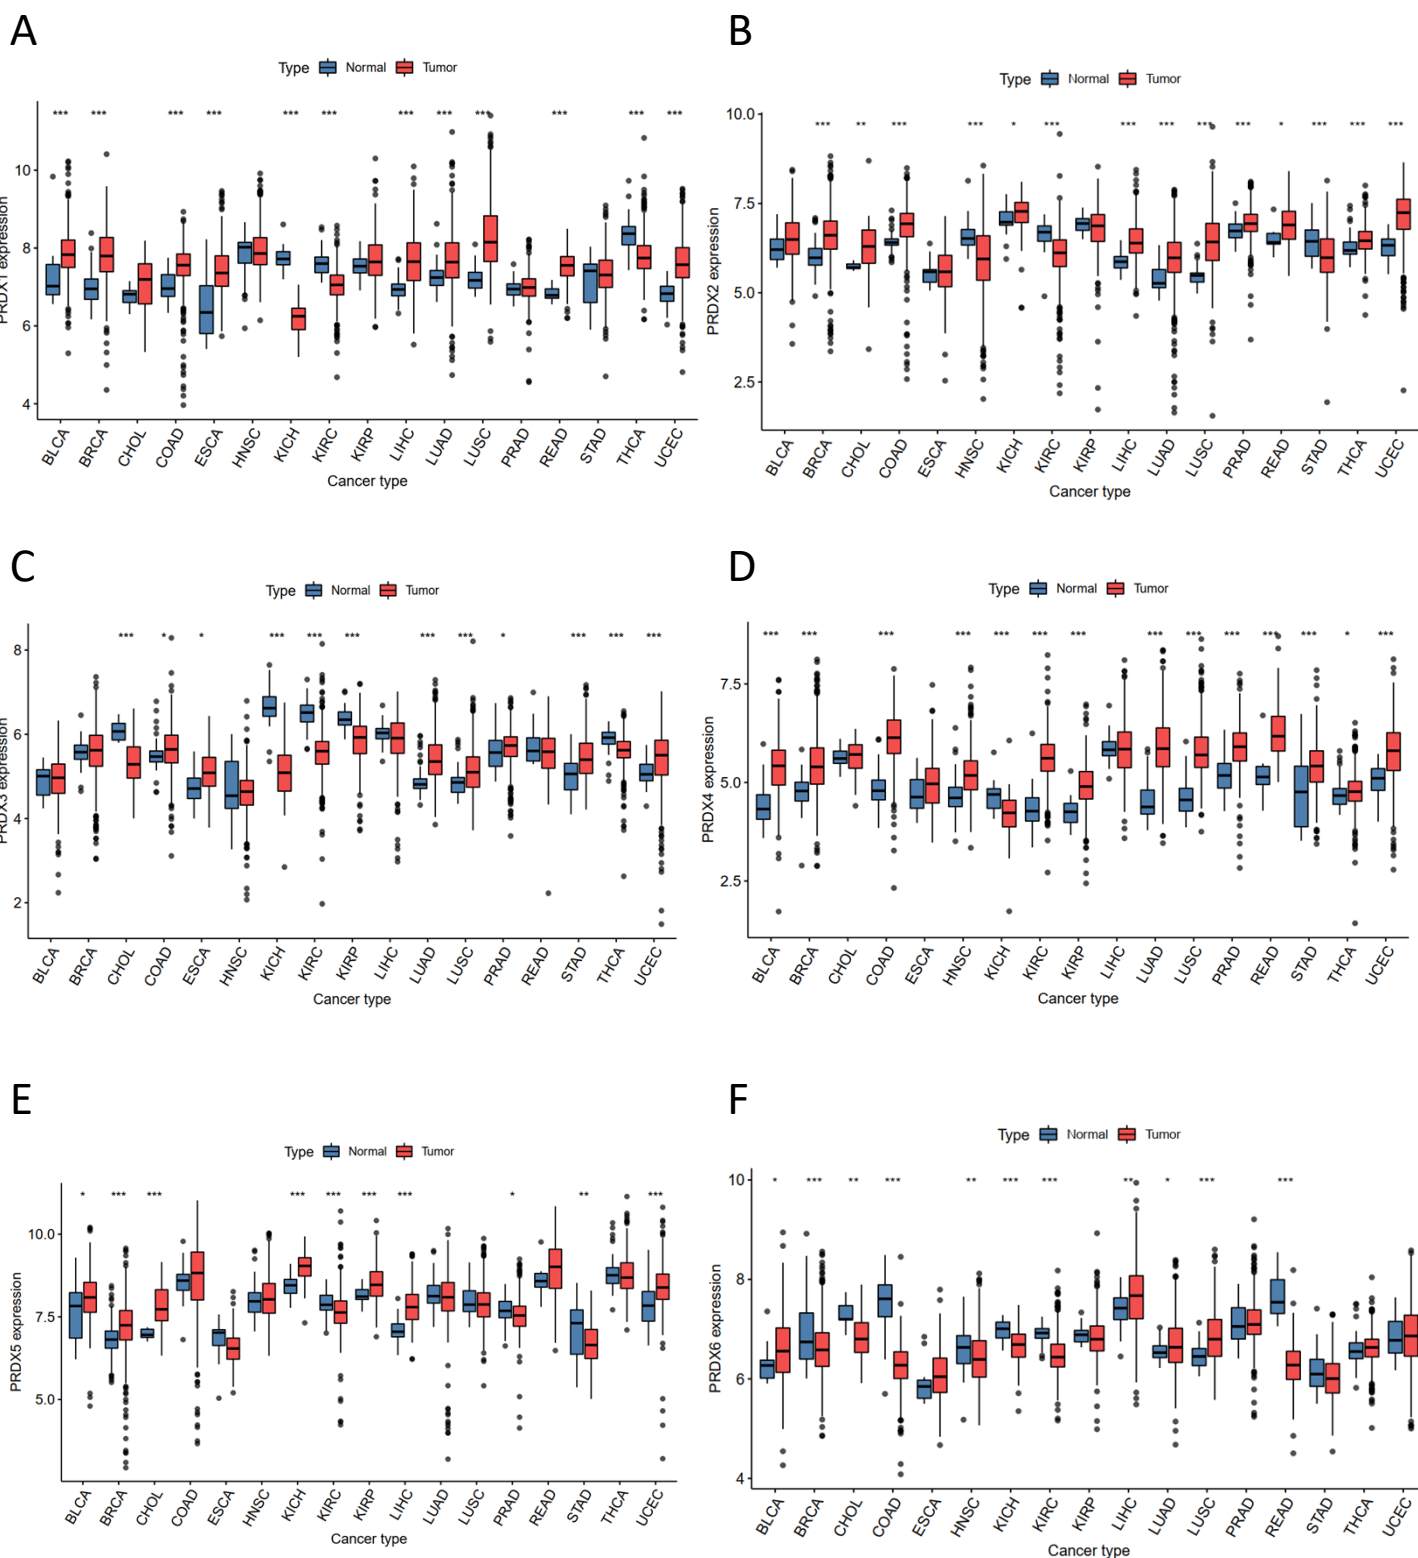 A
Type Normal Tumor
*** *** *** *** *** *** *** *** *** *** *** ***
PRDX1 expression
10
8
6
4
BLCA BRCA CHOL COAD ESCA HNSC KICH KIRC KIRP LIHC LUAD LUSC PRAD READ STAD THCA UCEC
Cancer type
B
Type Normal Tumor
*** ** *** *** * *** *** *** *** *** * *** *** ***
PRDX2 expression
10.0
7.5
5.0
2.5
BLCA BRCA CHOL COAD ESCA HNSC KICH KIRC KIRP LIHC LUAD LUSC PRAD READ STAD THCA UCEC
Cancer type
C
Type Normal Tumor
*** * * *** *** *** *** *** * *** *** ***
PRDX3 expression
8
6
4
2
BLCA BRCA CHOL COAD ESCA HNSC KICH KIRC KIRP LIHC LUAD LUSC PRAD READ STAD THCA UCEC
Cancer type
D
Type Normal Tumor
*** *** *** *** *** *** *** *** *** *** *** *** * ***
PRDX4 expression
7.5
5.0
2.5
BLCA BRCA CHOL COAD ESCA HNSC KICH KIRC KIRP LIHC LUAD LUSC PRAD READ STAD THCA UCEC
Cancer type
E
Type Normal Tumor
* *** *** *** *** *** *** * ** ***
PRDX5 expression
10.0
7.5
5.0
BLCA BRCA CHOL COAD ESCA HNSC KICH KIRC KIRP LIHC LUAD LUSC PRAD READ STAD THCA UCEC
Cancer type
F
Type Normal Tumor
* *** ** *** ** *** *** ** * *** ***
PRDX6 expression
10
8
6
4
BLCA BRCA CHOL COAD ESCA HNSC KICH KIRC KIRP LIHC LUAD LUSC PRAD READ STAD THCA UCEC
Cancer type